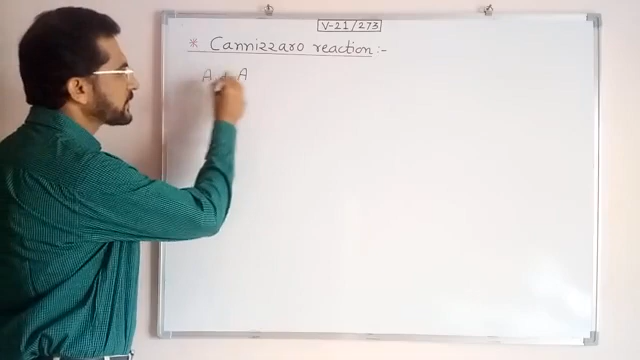 V-21/273
* Cannizzaro reaction :-
A + A